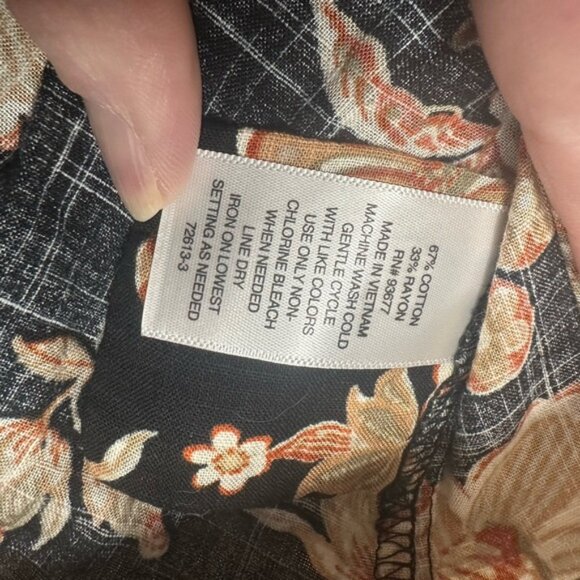 67% COTTON
33% RAYON
RN# 93677
MADE IN VIETNAM
MACHINE WASH COLD
GENTLE CYCLE
WITH LIKE COLORS
USE ONLY NON-
CHLORINE BLEACH
WHEN NEEDED
LINE DRY
IRON ON LOWEST
SETTING AS NEEDED
72613-3